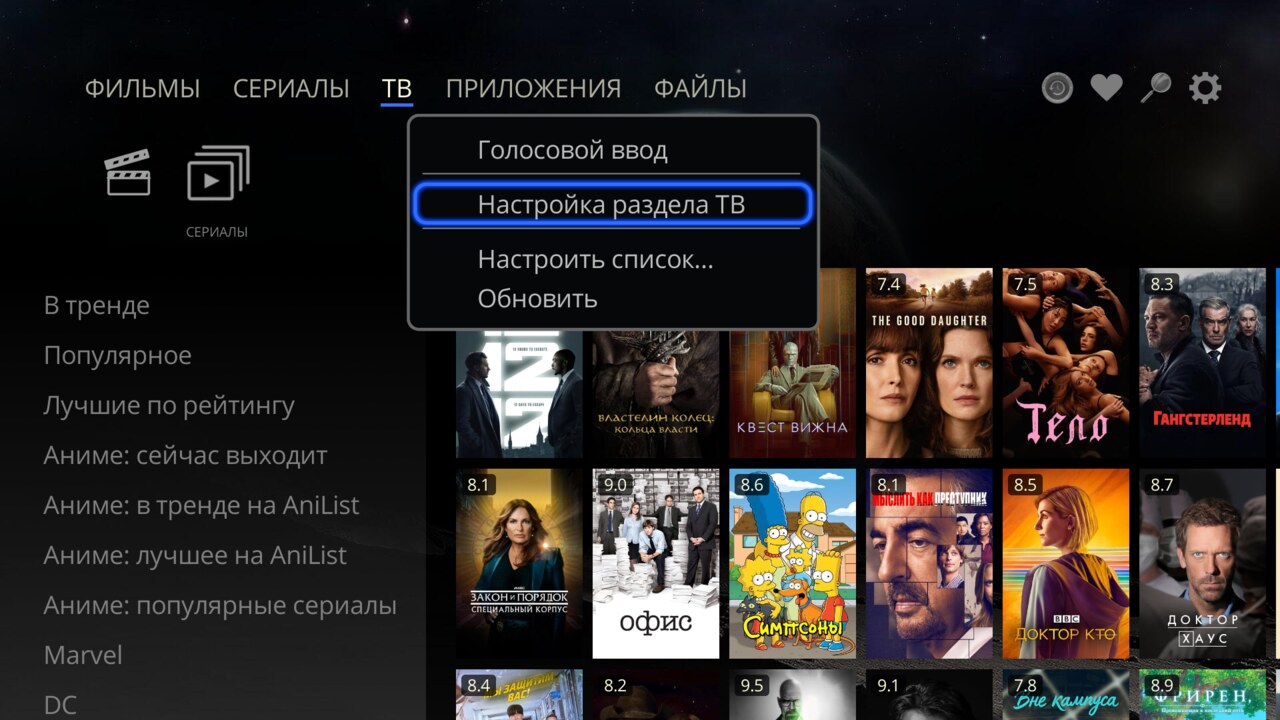 ФИЛЬМЫ СЕРИАЛЫ ТВ ПРИЛОЖЕНИЯ ФАЙЛЫ
СЕРИАЛЫ
Голосовой ввод
Настройка раздела ТВ
Настроить список...
Обновить
В тренде
Популярное
Лучшие по рейтингу
Аниме: сейчас выходит
Аниме: в тренде на AniList
Аниме: лучшее на AniList
Аниме: популярные сериалы
Marvel
DC
ВЛАСТЕЛИН КОЛЕЦ:
КОЛЬЦА ВЛАСТИ
КВЕСТ ВИЖНА
7.4
THE GOOD DAUGHTER
7.5
Тело
8.3
ГАНГСТЕРЛЕНД
8.1
ЗАКОН И ПОРЯДОК
СПЕЦИАЛЬНЫЙ КОРПУС
9.0
офис
8.6
Симпсоны
8.1
МЫСЛИТЬ КАК ПРЕСТУПНИК
8.5
BBC
ДОКТОР КТО
8.7
ДОКТОР
ХАУС
8.4
ЗАЩИТИМ
ВАС!
8.2
9.5
9.1
7.8
Вне кампуса
8.9
ФРИРЕН,